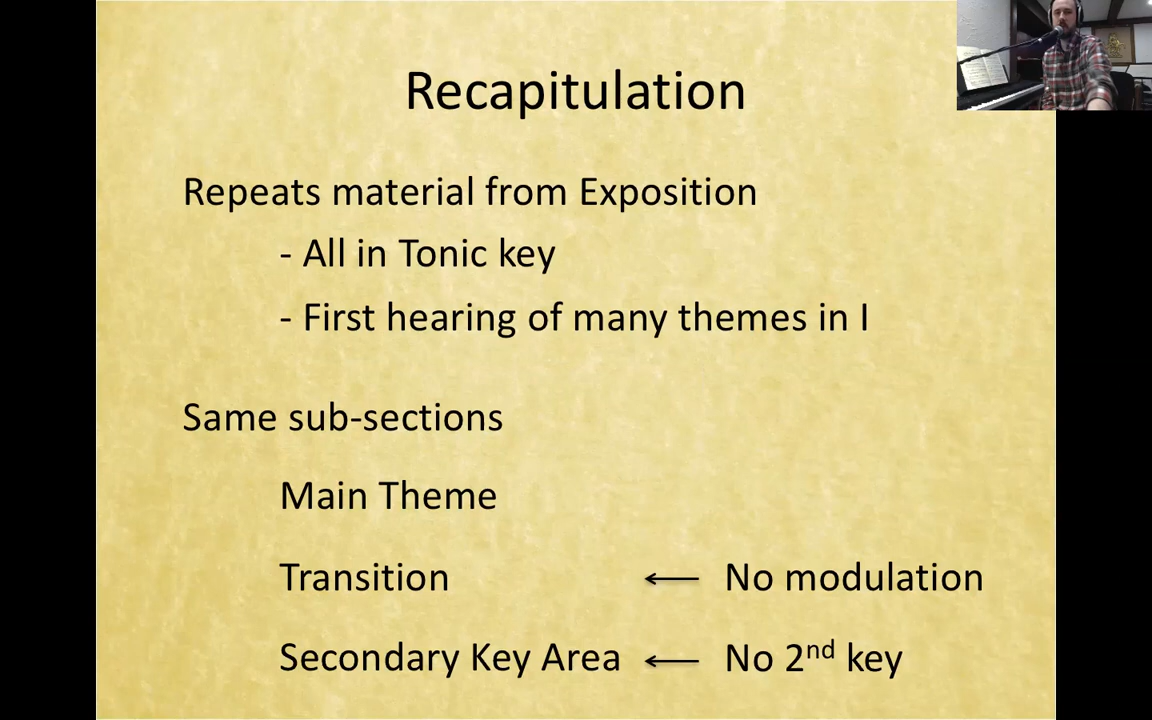 Recapitulation
Repeats material from Exposition
- All in Tonic key
- First hearing of many themes in I
Same sub-sections
Main Theme
Transition ← No modulation
Secondary Key Area ← No 2nd key